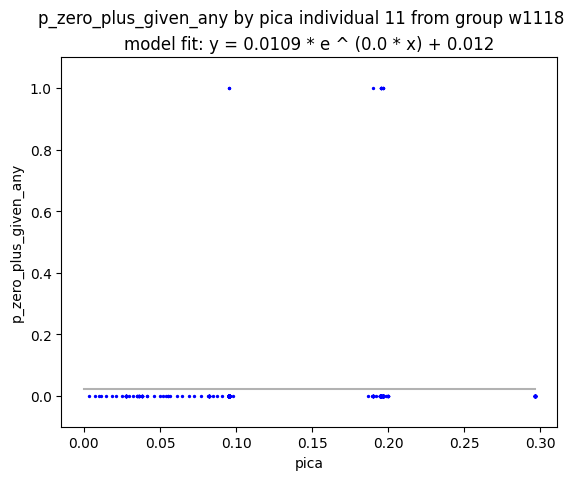 p_zero_plus_given_any by pica individual 11 from group w1118
model fit: y = 0.0109 * e ^ (0.0 * x) + 0.012
1.0
0.8
0.6
0.4
0.2
0.0
p_zero_plus_given_any
0.00 0.05 0.10 0.15 0.20 0.25 0.30
pica